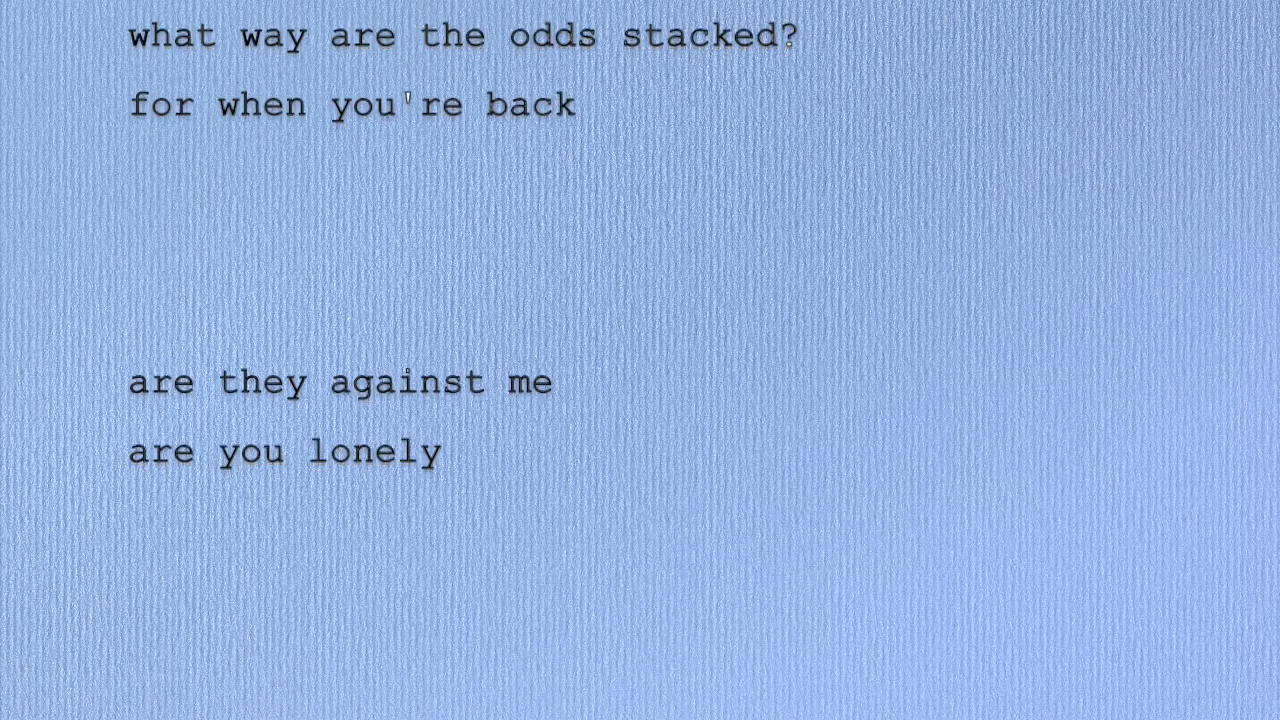 what way are the odds stacked?
for when you're back
are they against me
are you lonely